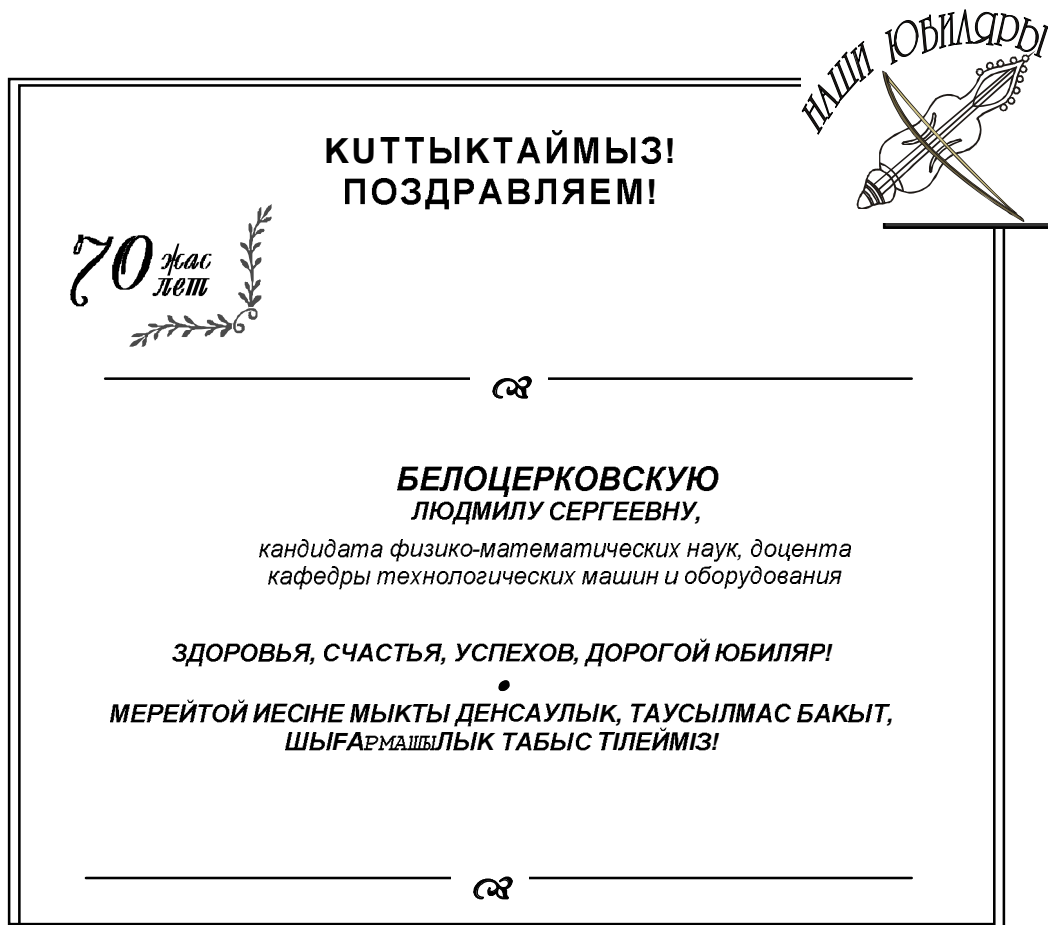 НАШИ ЮБИЛЯРЫ
КUТТЫКТАЙМЫЗ!
ПОЗДРАВЛЯЕМ!
70 жас
лет
БЕЛОЦЕРКОВСКУЮ
ЛЮДМИЛУ СЕРГЕЕВНУ,
кандидата физико-математических наук, доцента
кафедры технологических машин и оборудования
ЗДОРОВЬЯ, СЧАСТЬЯ, УСПЕХОВ, ДОРОГОЙ ЮБИЛЯР!
МЕРЕЙТОЙ ИЕСІНЕ МЫКТЫ ДЕНСАУЛЫК, ТАУСЫЛМАС БАКЫТ,
ШЫҒАРМАШЫЛЫК ТАБЫС ТІЛЕЙМІЗ!